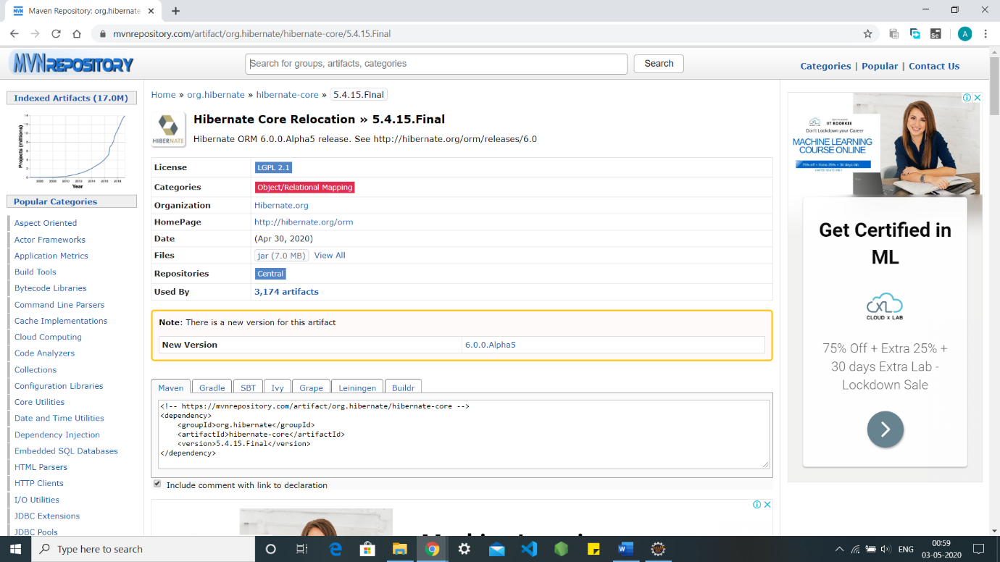 Maven Repository: org.hibernate
mvnrepository.com/artifact/org.hibernate/hibernate-core/5.4.15.Final
A
MVNREPOSITORY
Search for groups, artifacts, categories
Search
Categories | Popular | Contact Us
Indexed Artifacts (17.0M)
Projects (millions)
Year
Popular Categories
Aspect Oriented
Actor Frameworks
Application Metrics
Build Tools
Bytecode Libraries
Command Line Parsers
Cache Implementations
Cloud Computing
Code Analyzers
Collections
Configuration Libraries
Core Utilities
Date and Time Utilities
Dependency Injection
Embedded SQL Databases
HTML Parsers
HTTP Clients
I/O Utilities
JDBC Extensions
JDBC Pools
Home » org.hibernate » hibernate-core » 5.4.15.Final
HIBERNATE
Hibernate Core Relocation » 5.4.15.Final
Hibernate ORM 6.0.0.Alpha5 release. See http://hibernate.org/orm/releases/6.0
License LGPL 2.1
Categories Object/Relational Mapping
Organization Hibernate.org
HomePage http://hibernate.org/orm
Date (Apr 30, 2020)
Files jar (7.0 MB) View All
Repositories Central
Used By 3,174 artifacts
Note: There is a new version for this artifact
New Version 6.0.0.Alpha5
Maven Gradle SBT Ivy Grape Leiningen Buildr
<!-- https://mvnrepository.com/artifact/org.hibernate/hibernate-core -->
<dependency>
    <groupId>org.hibernate</groupId>
    <artifactId>hibernate-core</artifactId>
    <version>5.4.15.Final</version>
</dependency>
Include comment with link to declaration
IIT ROORKEE
Don't Lockdown your Career
MACHINE LEARNING
COURSE ONLINE
75% off + Extra 25% + 30 days lab
Get Certified in
ML
CLOUD x LAB
75% Off + Extra 25% +
30 days Extra Lab -
Lockdown Sale
Type here to search
ENG
00:59
03-05-2020